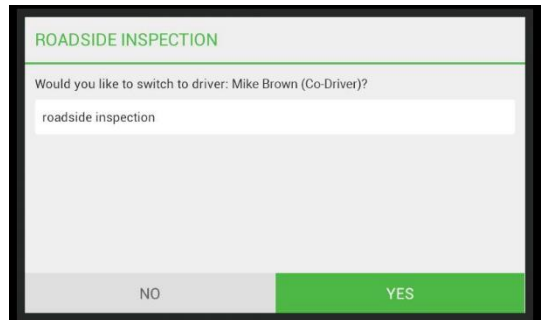 ROADSIDE INSPECTION
Would you like to switch to driver: Mike Brown (Co-Driver)?
roadside inspection
NO
YES